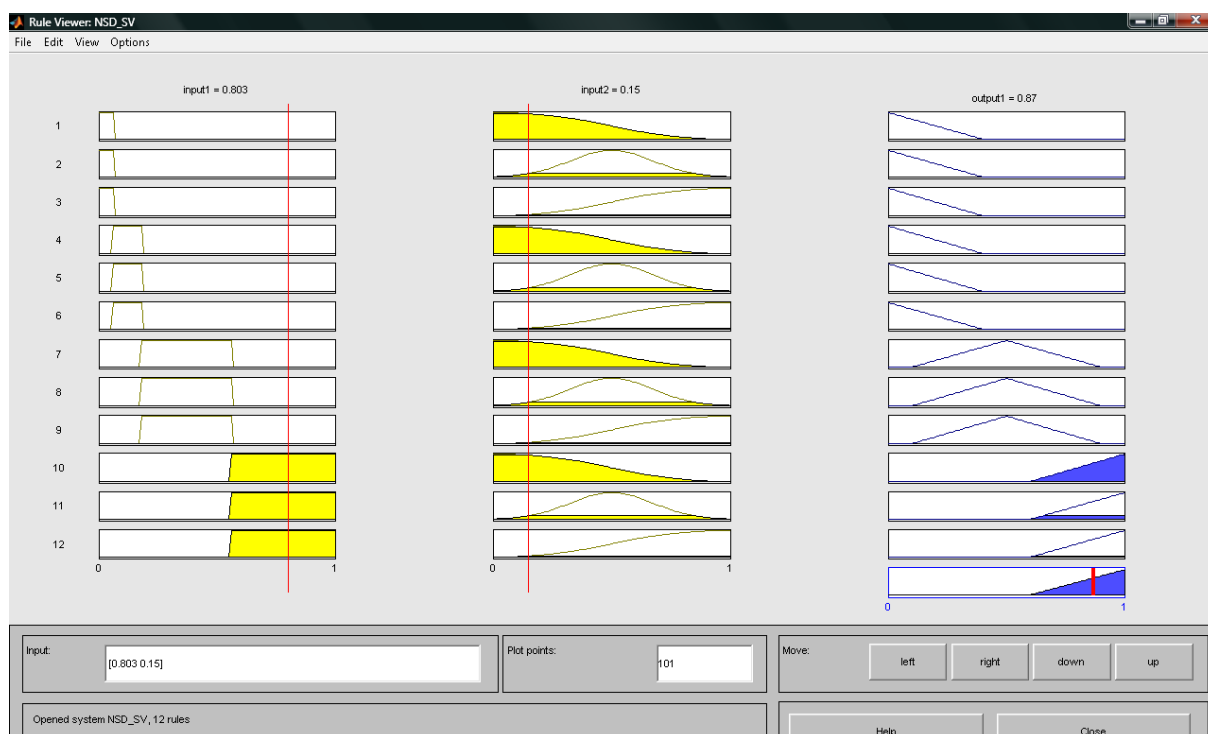 Rule Viewer: NSD_SV
File Edit View Options
input1 = 0.803
input2 = 0.15
output1 = 0.87
1
2
3
4
5
6
7
8
9
10
11
12
0 1
0 1
0 1
Input:
[0.803 0.15]
Plot points:
101
Move:
left right down up
Opened system NSD_SV, 12 rules
Help Close